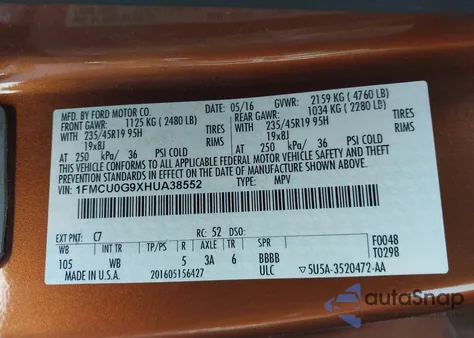 MFD. BY FORD MOTOR CO.
DATE: 05/16 GVWR: 2159 KG ( 4760 LB)
FRONT GAWR: 1125 KG ( 2480 LB) REAR GAWR: 1034 KG ( 2280 LB)
WITH 235/45R19 95H TIRES WITH 235/45R19 95H TIRES
19x8J RIMS 19x8J RIMS
AT 250 kPa/ 36 PSI COLD AT 250 kPa/ 36 PSI COLD
THIS VEHICLE CONFORMS TO ALL APPLICABLE FEDERAL MOTOR VEHICLE SAFETY AND THEFT
PREVENTION STANDARDS IN EFFECT ON THE DATE OF MANUFACTURE SHOWN ABOVE.
VIN: 1FMCU0G9XHUA38552 TYPE: MPV
EXT PNT: C7 RC: 52 DSO: F0048
WB INT TR TP/PS R AXLE TR SPR T0298
105 WB 5 3A 6 BBBB
MADE IN U.S.A. 201605156427 ULC ▽5U5A-3520472-AA
autoSnap